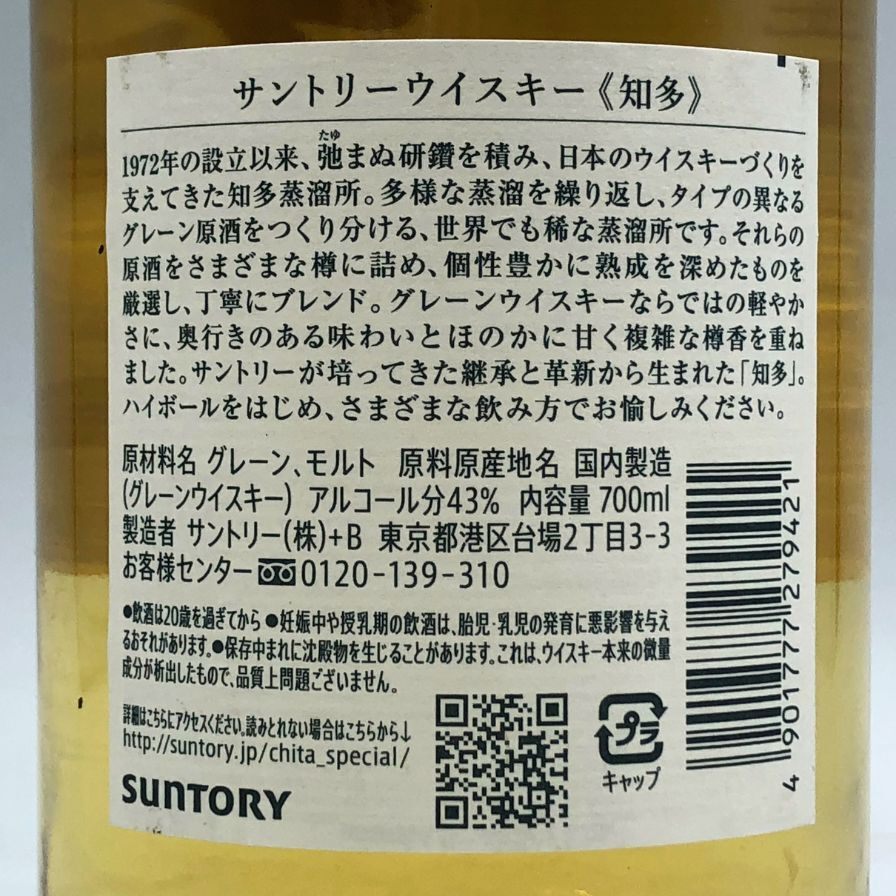 サントリーウイスキー《知多》
たゆ
1972年の設立以来、弛まぬ研鑽を積み、日本のウイスキーづくりを
支えてきた知多蒸溜所。多様な蒸溜を繰り返し、タイプの異なる
グレーン原酒をつくり分ける、世界でも稀な蒸溜所です。それらの
原酒をさまざまな樽に詰め、個性豊かに熟成を深めたものを
厳選し、丁寧にブレンド。グレーンウイスキーならではの軽やか
さに、奥行きのある味わいとほのかに甘く複雑な樽香を重ね
ました。サントリーが培ってきた継承と革新から生まれた「知多」。
ハイボールをはじめ、さまざまな飲み方でお愉しみください。
原材料名 グレーン、モルト 原料原産地名 国内製造
(グレーンウイスキー) アルコール分43% 内容量 700ml
製造者 サントリー(株)+B 東京都港区台場2丁目3-3
お客様センター 0120-139-310
●飲酒は20歳を過ぎてから ●妊娠中や授乳期の飲酒は、胎児・乳児の発育に悪影響を与え
るおそれがあります。●保存中まれに沈殿物を生じることがあります。これは、ウイスキー本来の微量
成分が析出したもので、品質上問題ございません。
詳細はこちらにアクセスください。読みとれない場合はこちらから↓
http://suntory.jp/chita_special/
SUNTORY
プラ
キャップ
4 901777 279421